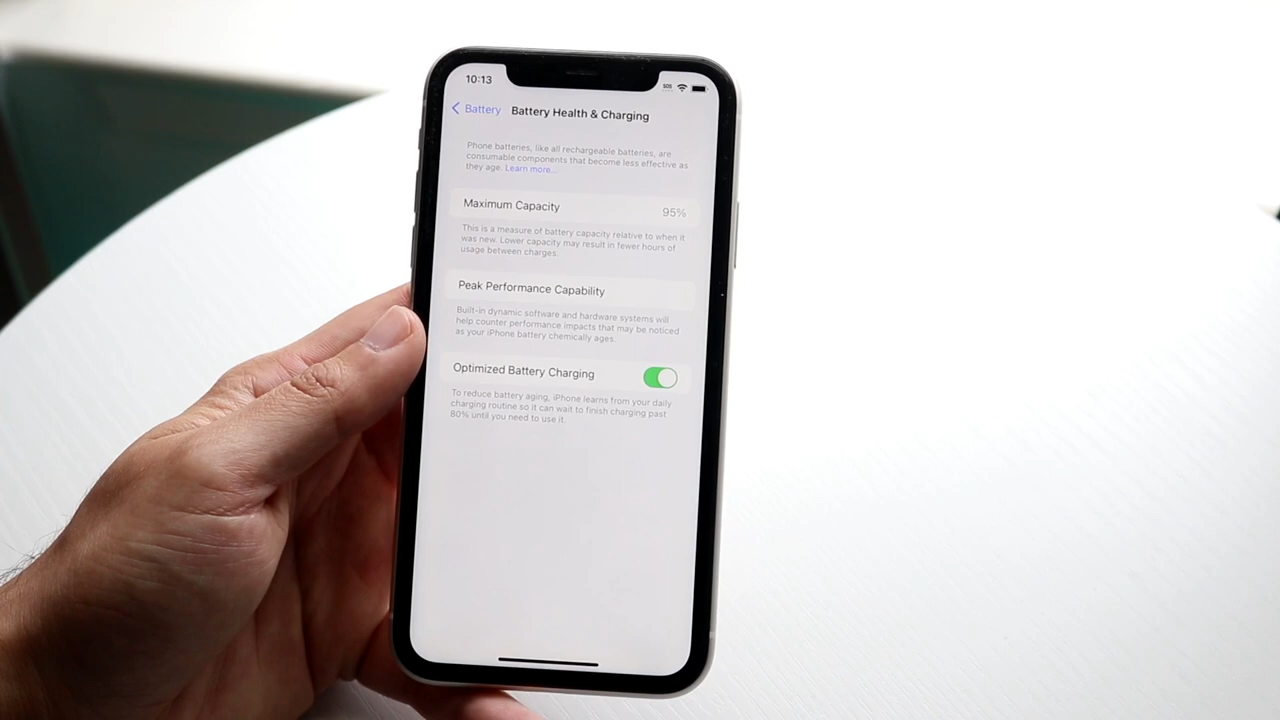 10:13
SOS
Battery
Battery Health & Charging
Phone batteries, like all rechargeable batteries, are
consumable components that become less effective as
they age. Learn more...
Maximum Capacity
95%
This is a measure of battery capacity relative to when it
was new. Lower capacity may result in fewer hours of
usage between charges.
Peak Performance Capability
Built-in dynamic software and hardware systems will
help counter performance impacts that may be noticed
as your iPhone battery chemically ages.
Optimized Battery Charging
To reduce battery aging, iPhone learns from your daily
charging routine so it can wait to finish charging past
80% until you need to use it.